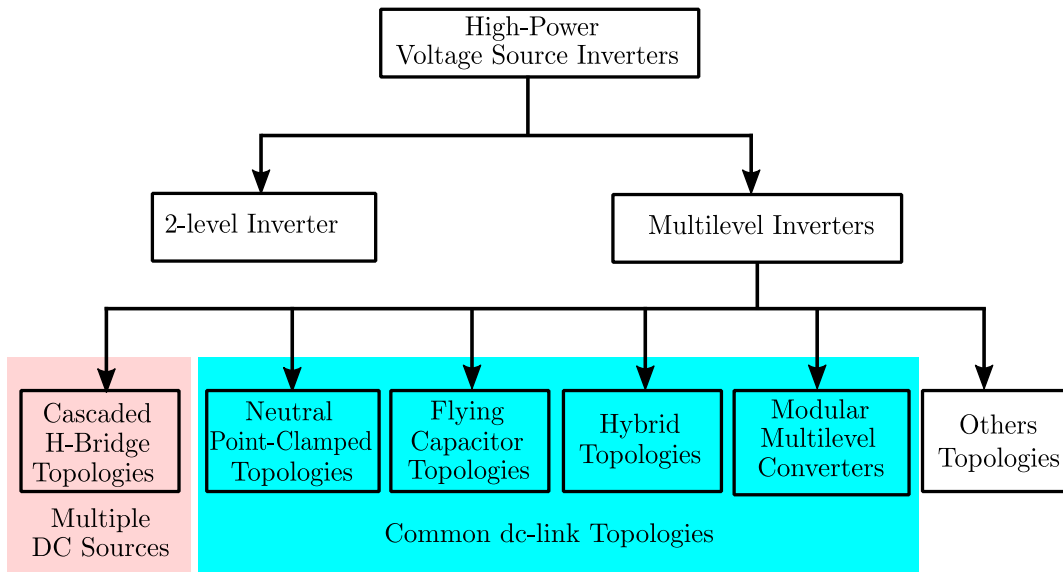 High-Power
Voltage Source Inverters
2-level Inverter
Multilevel Inverters
Cascaded
H-Bridge
Topologies
Neutral
Point-Clamped
Topologies
Flying
Capacitor
Topologies
Hybrid
Topologies
Modular
Multilevel
Converters
Others
Topologies
Multiple
DC Sources
Common dc-link Topologies